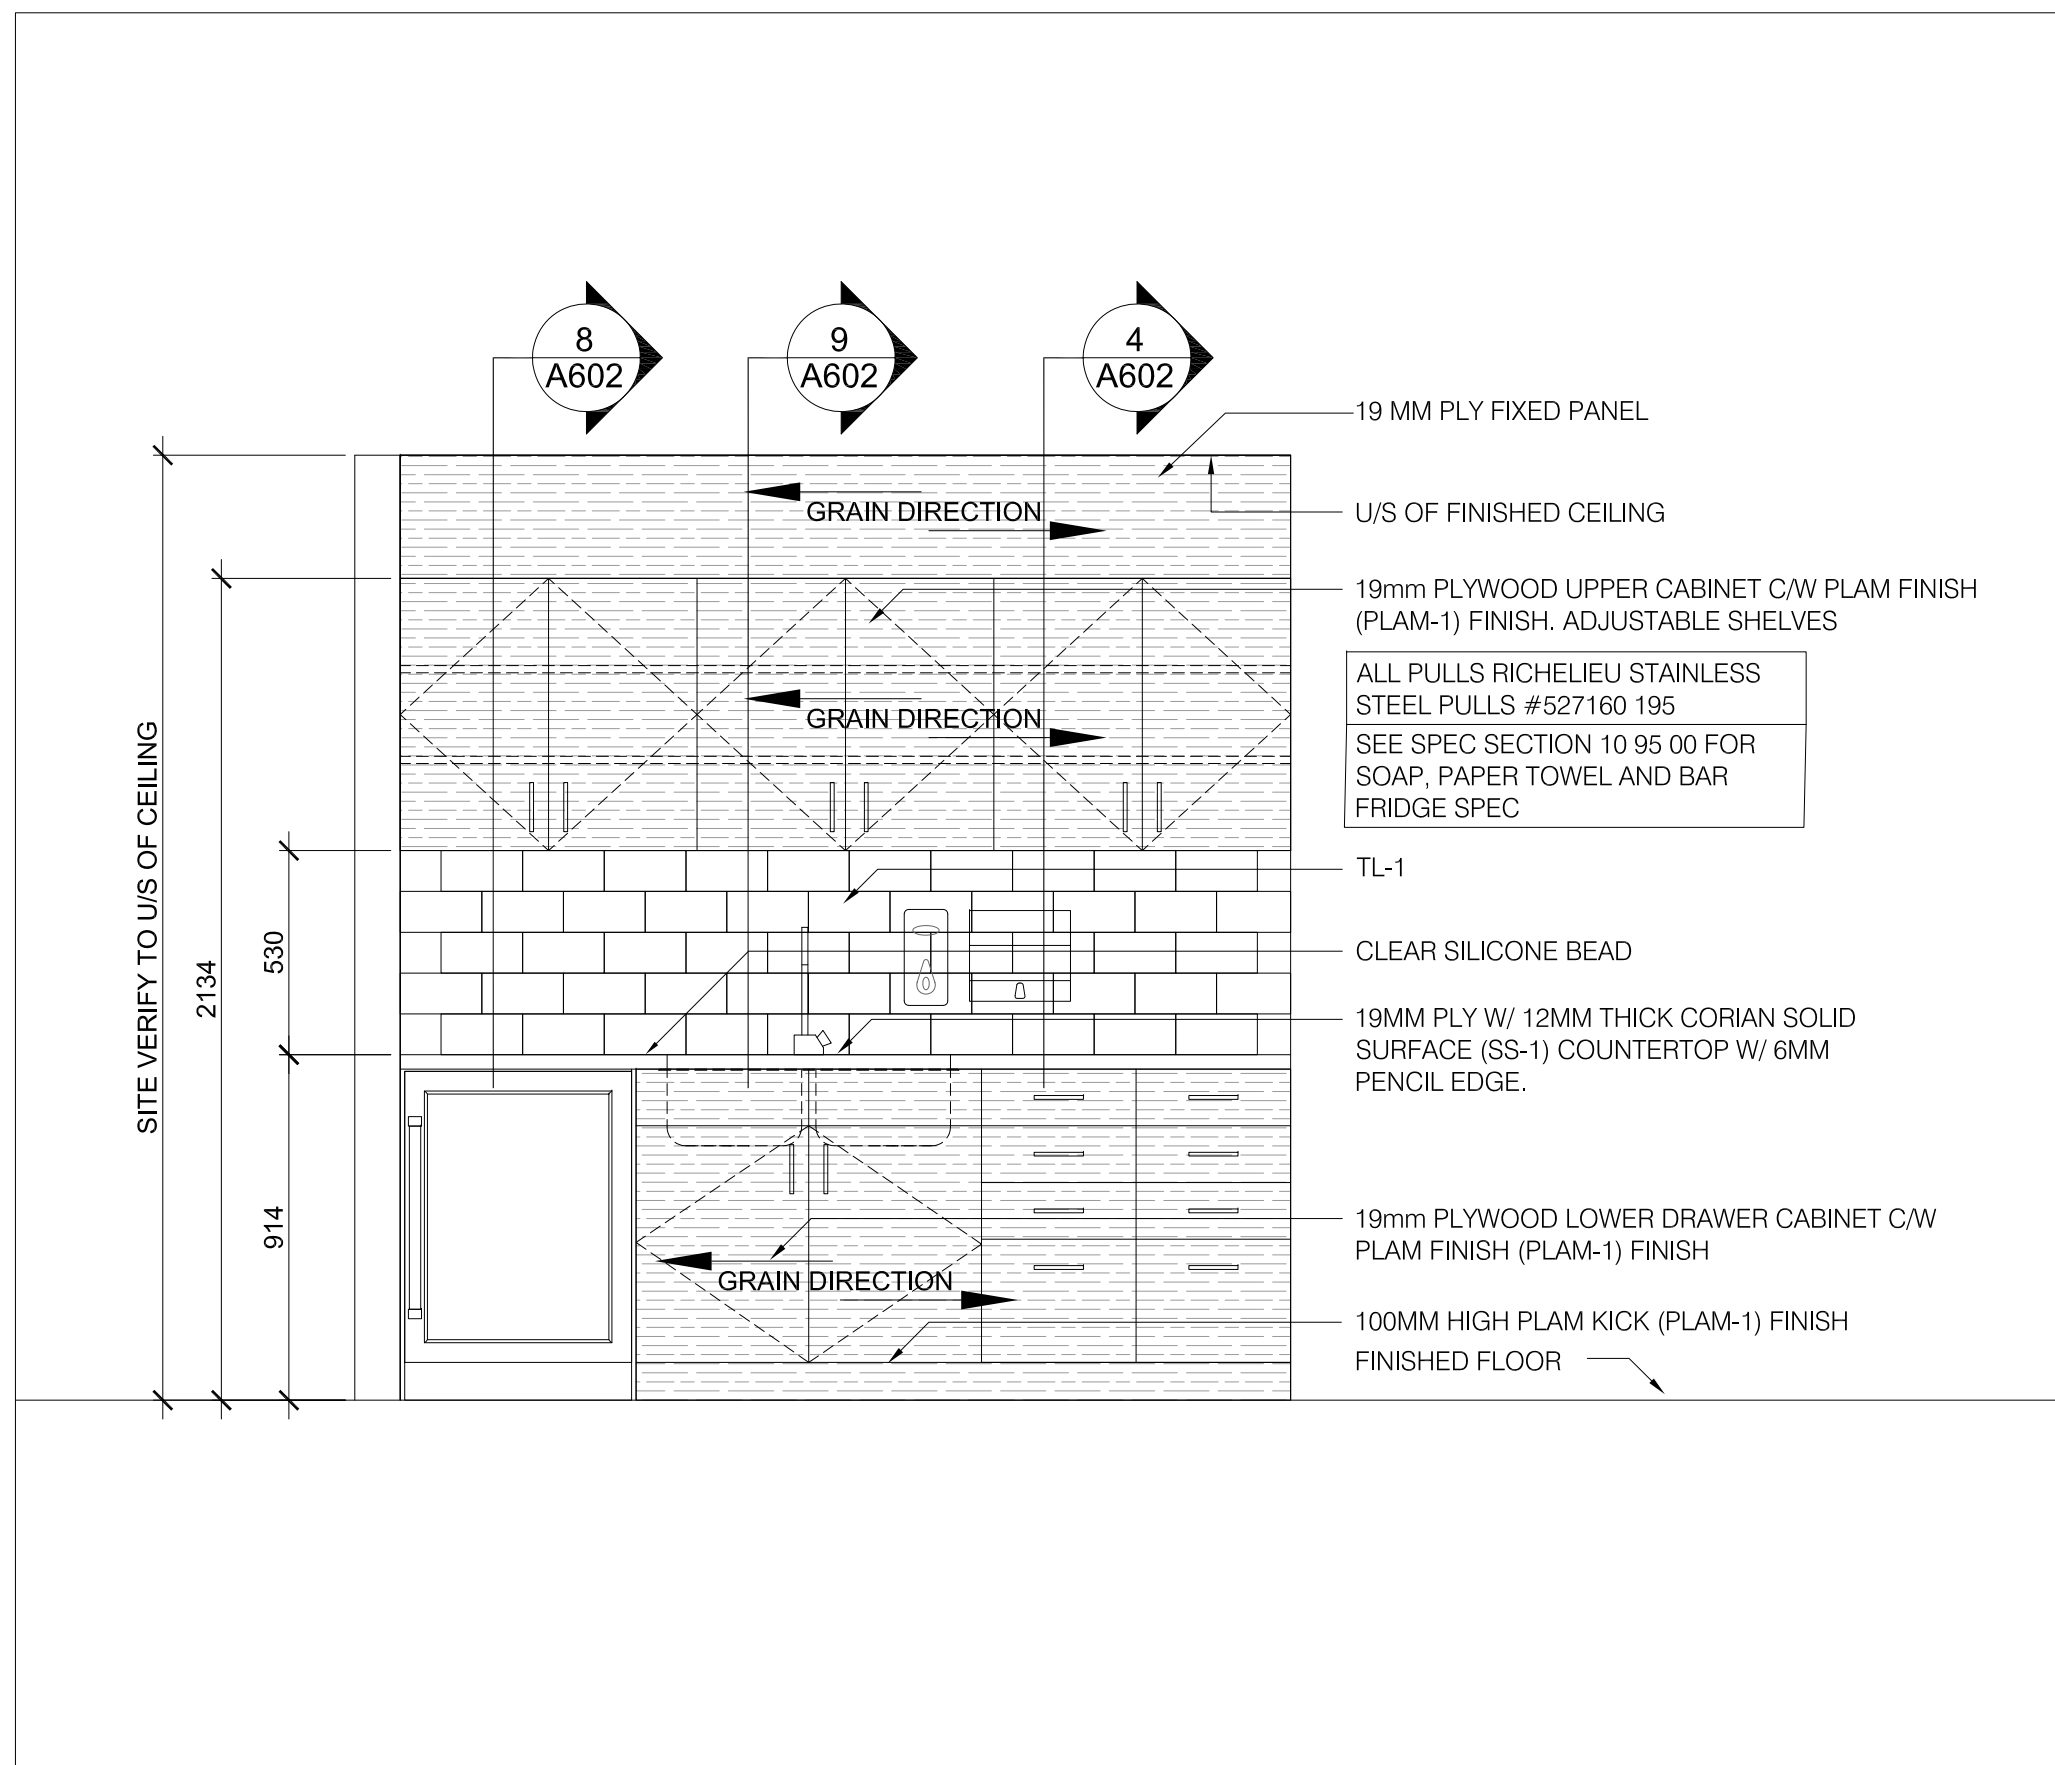 8
A602
9
A602
4
A602
19 MM PLY FIXED PANEL
GRAIN DIRECTION
U/S OF FINISHED CEILING
19mm PLYWOOD UPPER CABINET C/W PLAM FINISH
(PLAM-1) FINISH. ADJUSTABLE SHELVES
ALL PULLS RICHELIEU STAINLESS
STEEL PULLS #527160 195
GRAIN DIRECTION
SEE SPEC SECTION 10 95 00 FOR
SOAP, PAPER TOWEL AND BAR
FRIDGE SPEC
SITE VERIFY TO U/S OF CEILING
2134
530
914
TL-1
CLEAR SILICONE BEAD
19MM PLY W/ 12MM THICK CORIAN SOLID
SURFACE (SS-1) COUNTERTOP W/ 6MM
PENCIL EDGE.
19mm PLYWOOD LOWER DRAWER CABINET C/W
PLAM FINISH (PLAM-1) FINISH
GRAIN DIRECTION
100MM HIGH PLAM KICK (PLAM-1) FINISH
FINISHED FLOOR